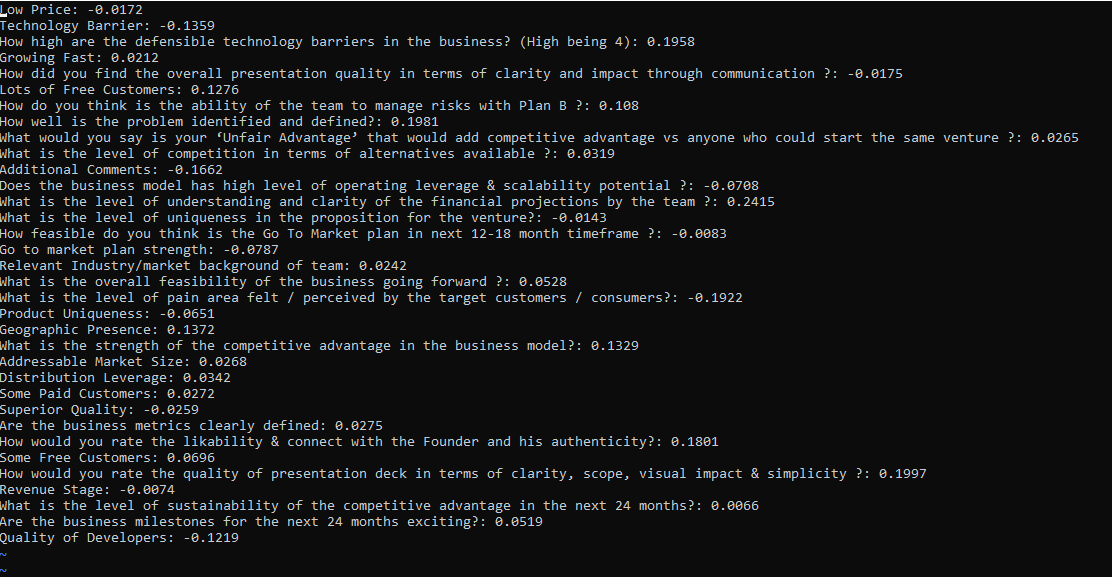 Low Price: -0.0172
Technology Barrier: -0.1359
How high are the defensible technology barriers in the business? (High being 4): 0.1958
Growing Fast: 0.0212
How did you find the overall presentation quality in terms of clarity and impact through communication ?: -0.0175
Lots of Free Customers: 0.1276
How do you think is the ability of the team to manage risks with Plan B ?: 0.108
How well is the problem identified and defined?: 0.1981
What would you say is your ‘Unfair Advantage’ that would add competitive advantage vs anyone who could start the same venture ?: 0.0265
What is the level of competition in terms of alternatives available ?: 0.0319
Additional Comments: -0.1662
Does the business model has high level of operating leverage & scalability potential ?: -0.0708
What is the level of understanding and clarity of the financial projections by the team ?: 0.2415
What is the level of uniqueness in the proposition for the venture?: -0.0143
How feasible do you think is the Go To Market plan in next 12-18 month timeframe ?: -0.0083
Go to market plan strength: -0.0787
Relevant Industry/market background of team: 0.0242
What is the overall feasibility of the business going forward ?: 0.0528
What is the level of pain area felt / perceived by the target customers / consumers?: -0.1922
Product Uniqueness: -0.0651
Geographic Presence: 0.1372
What is the strength of the competitive advantage in the business model?: 0.1329
Addressable Market Size: 0.0268
Distribution Leverage: 0.0342
Some Paid Customers: 0.0272
Superior Quality: -0.0259
Are the business metrics clearly defined: 0.0275
How would you rate the likability & connect with the Founder and his authenticity?: 0.1801
Some Free Customers: 0.0696
How would you rate the quality of presentation deck in terms of clarity, scope, visual impact & simplicity ?: 0.1997
Revenue Stage: -0.0074
What is the level of sustainability of the competitive advantage in the next 24 months?: 0.0066
Are the business milestones for the next 24 months exciting?: 0.0519
Quality of Developers: -0.1219
~
~